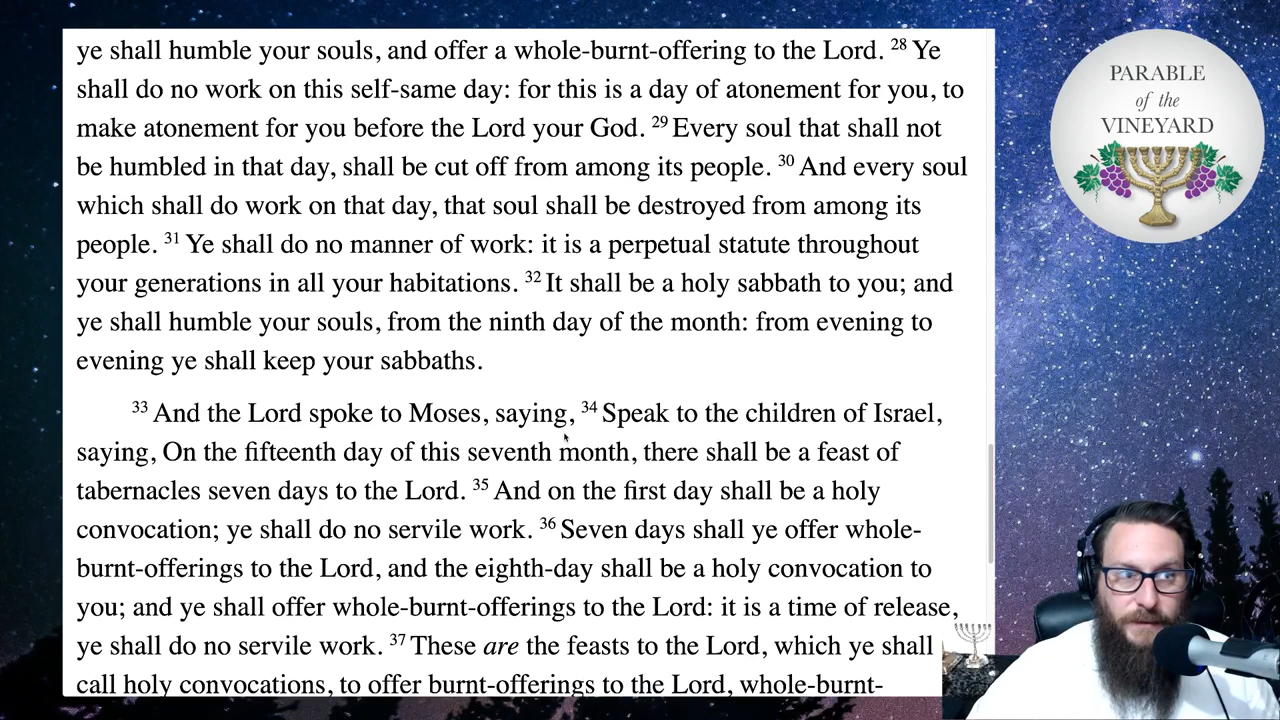 ye shall humble your souls, and offer a whole-burnt-offering to the Lord. 28 Ye
shall do no work on this self-same day: for this is a day of atonement for you, to
make atonement for you before the Lord your God. 29 Every soul that shall not
be humbled in that day, shall be cut off from among its people. 30 And every soul
which shall do work on that day, that soul shall be destroyed from among its
people. 31 Ye shall do no manner of work: it is a perpetual statute throughout
your generations in all your habitations. 32 It shall be a holy sabbath to you; and
ye shall humble your souls, from the ninth day of the month: from evening to
evening ye shall keep your sabbaths.
33 And the Lord spoke to Moses, saying, 34 Speak to the children of Israel,
saying, On the fifteenth day of this seventh month, there shall be a feast of
tabernacles seven days to the Lord. 35 And on the first day shall be a holy
convocation; ye shall do no servile work. 36 Seven days shall ye offer whole-
burnt-offerings to the Lord, and the eighth-day shall be a holy convocation to
you; and ye shall offer whole-burnt-offerings to the Lord: it is a time of release,
ye shall do no servile work. 37 These are the feasts to the Lord, which ye shall
call holy convocations, to offer burnt-offerings to the Lord, whole-burnt-
PARABLE
of the
VINEYARD